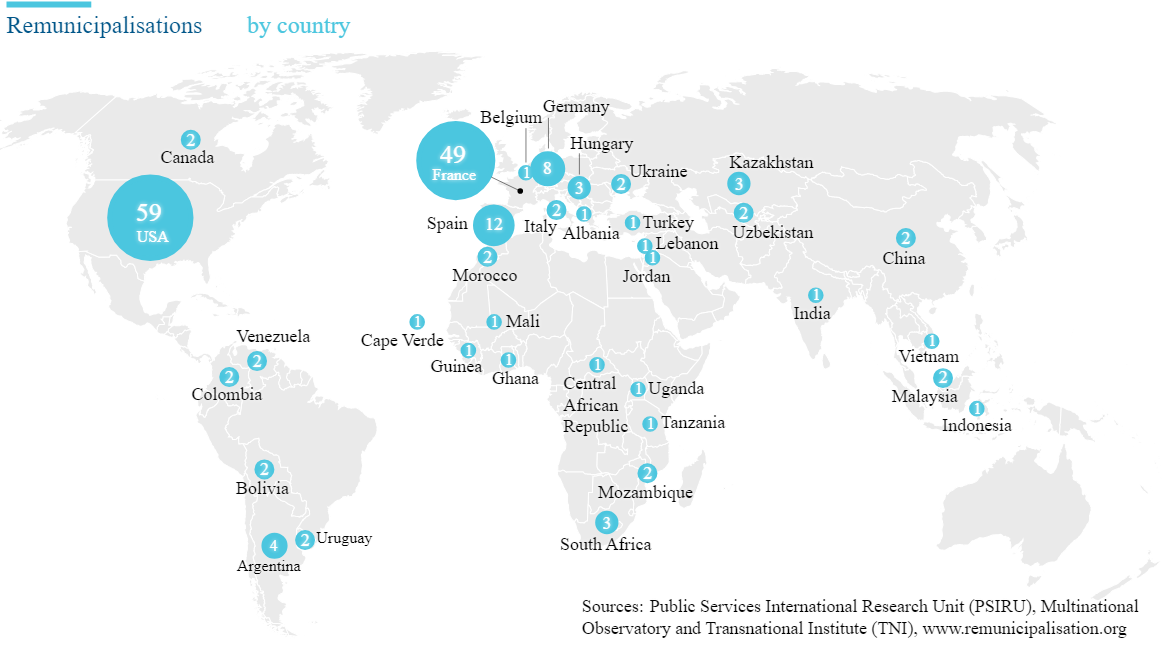 Remunicipalisations by country
Belgium
Germany
Hungary
49
France
1
8
3
2
Ukraine
Kazakhstan
3
2
Canada
59
USA
Spain
12
2
Italy
1
Albania
1
Turkey
2
Uzbekistan
1
Lebanon
1
Jordan
2
China
2
Morocco
1
India
1
Cape Verde
1
Mali
1
Guinea
1
Ghana
Venezuela
2
2
Colombia
1
Central
African
Republic
1
Uganda
1
Tanzania
1
Vietnam
2
Malaysia
1
Indonesia
2
Bolivia
2
Mozambique
3
South Africa
4
Argentina
2
Uruguay
Sources: Public Services International Research Unit (PSIRU), Multinational
Observatory and Transnational Institute (TNI), www.remunicipalisation.org